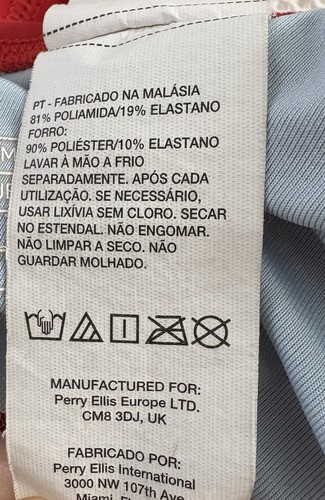 PT - FABRICADO NA MALÁSIA
81% POLIAMIDA/19% ELASTANO
FORRO:
90% POLIÉSTER/10% ELASTANO
LAVAR À MÃO A FRIO
SEPARADAMENTE. APÓS CADA
UTILIZAÇÃO. SE NECESSÁRIO,
USAR LIXÍVIA SEM CLORO. SECAR
NO ESTENDAL. NÃO ENGOMAR.
NÃO LIMPAR A SECO. NÃO
GUARDAR MOLHADO.
MANUFACTURED FOR:
Perry Ellis Europe LTD.
CM8 3DJ, UK
FABRICADO POR:
Perry Ellis International
3000 NW 107th Ave
Miami,